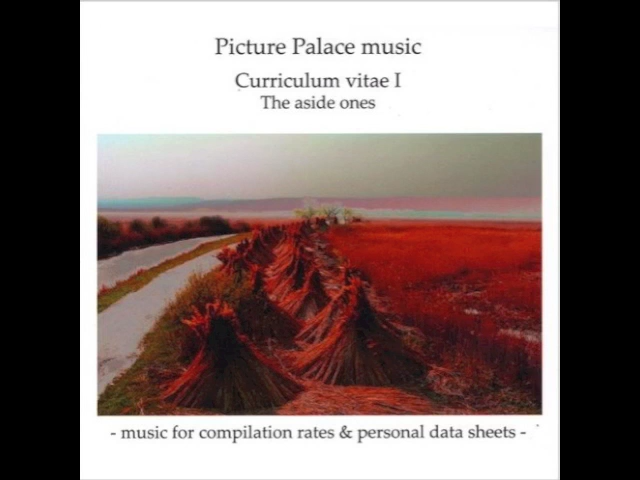 Picture Palace music
Curriculum vitae I
The aside ones
- music for compilation rates & personal data sheets -